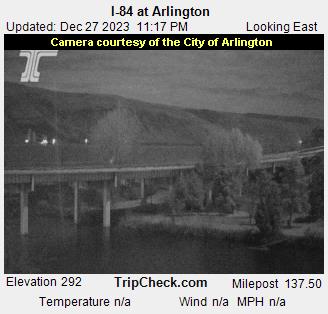 I-84 at Arlington
Updated: Dec 27 2023 11:17 PM Looking East
Camera courtesy of the City of Arlington
Elevation 292 TripCheck.com Milepost 137.50
Temperature n/a Wind n/a MPH n/a